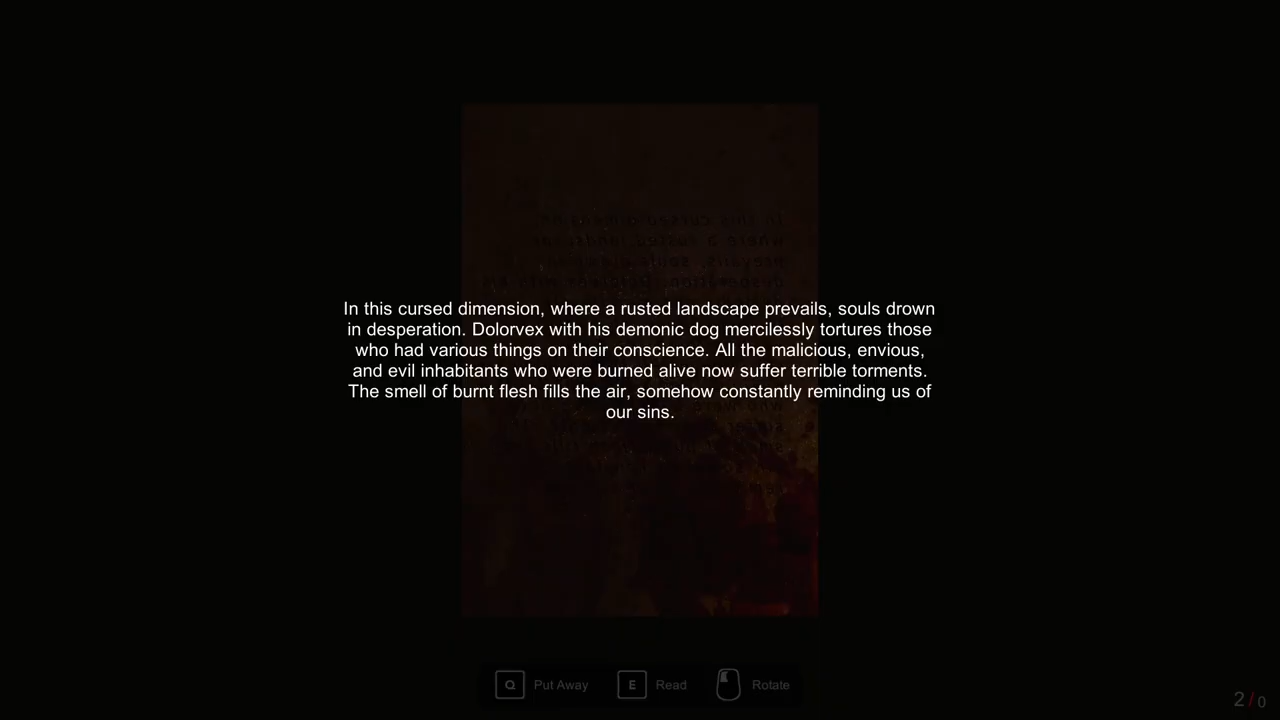 In this cursed dimension, where a rusted landscape prevails, souls drown
in desperation. Dolorvex with his demonic dog mercilessly tortures those
who had various things on their conscience. All the malicious, envious,
and evil inhabitants who were burned alive now suffer terrible torments.
The smell of burnt flesh fills the air, somehow constantly reminding us of
our sins.
Q Put Away E Read Rotate
2/0